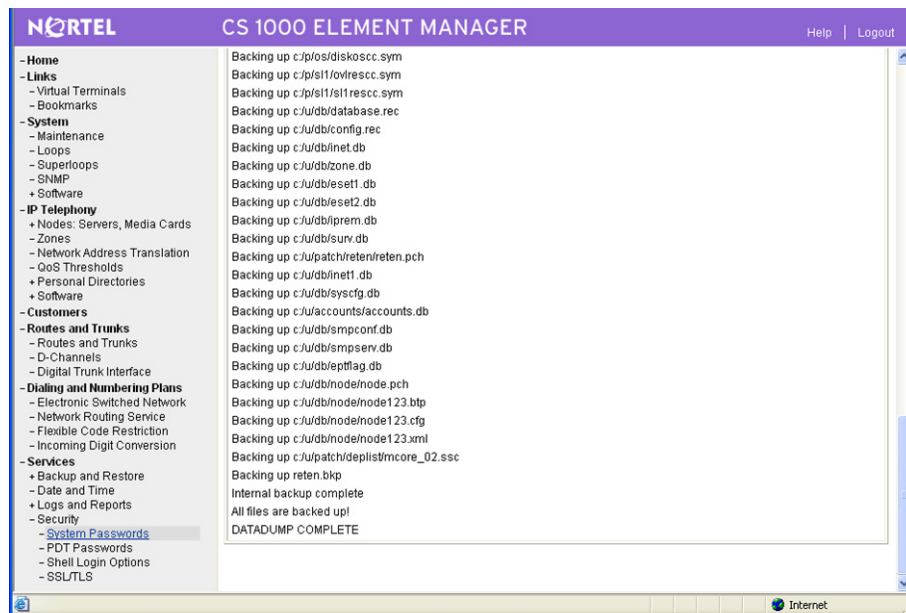 NORTEL
CS 1000 ELEMENT MANAGER
Help | Logout
– Home
– Links
– Virtual Terminals
– Bookmarks
– System
– Maintenance
– Loops
– Superloops
– SNMP
+ Software
– IP Telephony
+ Nodes: Servers, Media Cards
– Zones
– Network Address Translation
– QoS Thresholds
+ Personal Directories
+ Software
– Customers
– Routes and Trunks
– Routes and Trunks
– D-Channels
– Digital Trunk Interface
– Dialing and Numbering Plans
– Electronic Switched Network
– Network Routing Service
– Flexible Code Restriction
– Incoming Digit Conversion
– Services
+ Backup and Restore
– Date and Time
+ Logs and Reports
– Security
– System Passwords
– PDT Passwords
– Shell Login Options
– SSL/TLS
Backing up c:/p/os/diskoscc.sym
Backing up c:/p/sl1/ovlrescc.sym
Backing up c:/p/sl1/sl1rescc.sym
Backing up c:/u/db/database.rec
Backing up c:/u/db/config.rec
Backing up c:/u/db/inet.db
Backing up c:/u/db/zone.db
Backing up c:/u/db/eset1.db
Backing up c:/u/db/eset2.db
Backing up c:/u/db/iprem.db
Backing up c:/u/db/surv.db
Backing up c:/u/patch/reten/reten.pch
Backing up c:/u/db/inet1.db
Backing up c:/u/db/syscfg.db
Backing up c:/u/accounts/accounts.db
Backing up c:/u/db/smpconf.db
Backing up c:/u/db/smpserv.db
Backing up c:/u/db/eptflag.db
Backing up c:/u/db/node/node.pch
Backing up c:/u/db/node/node123.btp
Backing up c:/u/db/node/node123.cfg
Backing up c:/u/db/node/node123.xml
Backing up c:/u/patch/deplist/mcore_02.ssc
Backing up reten.bkp
Internal backup complete
All files are backed up!
DATADUMP COMPLETE
Internet